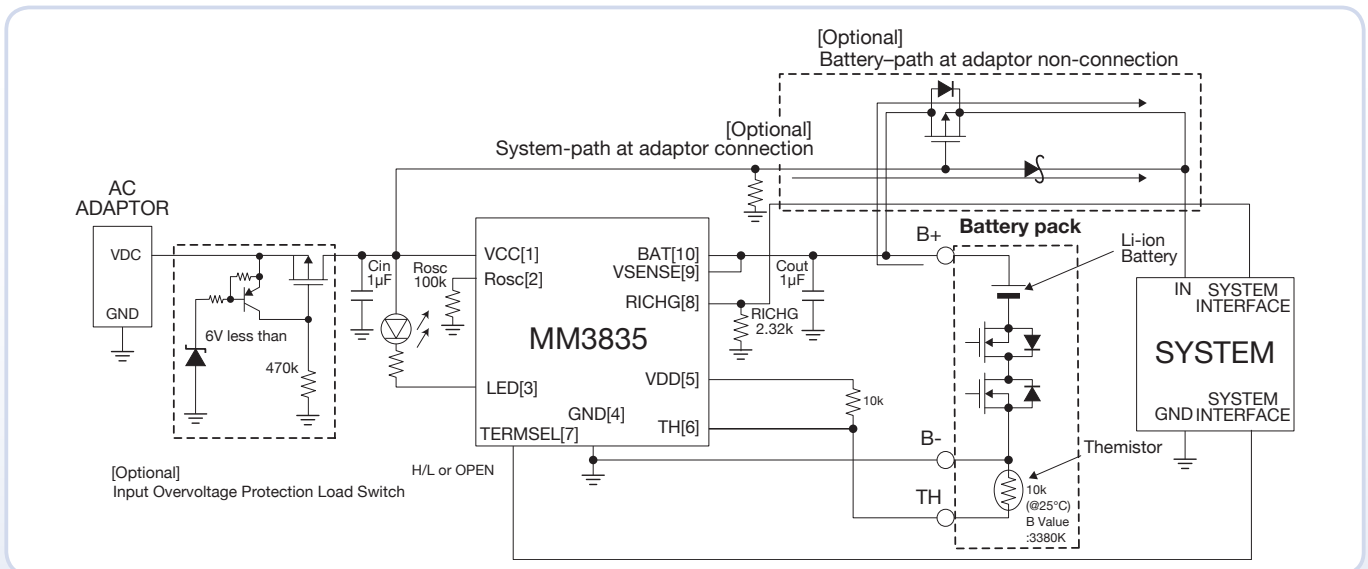 [Optional]
Battery–path at adaptor non-connection
[Optional]
System-path at adaptor connection
AC
ADAPTOR
VDC
GND
6V less than
470k
[Optional]
Input Overvoltage Protection Load Switch
Cin
1µF
Rosc
100k
H/L or OPEN
VCC[1]
Rosc[2]
LED[3]
GND[4]
TERMSEL[7]
MM3835
BAT[10]
VSENSE[9]
RICHG[8]
VDD[5]
TH[6]
Cout
1µF
RICHG
2.32k
10k
B+
B-
TH
Battery pack
Li-ion
Battery
Themistor
10k
(@25°C)
B Value
:3380K
IN SYSTEM
INTERFACE
SYSTEM
SYSTEM
GND INTERFACE